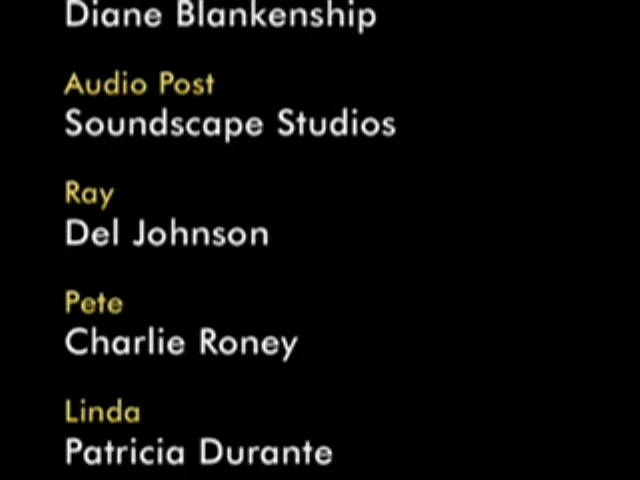 Diane Blankenship
Audio Post
Soundscape Studios
Ray
Del Johnson
Pete
Charlie Roney
Linda
Patricia Durante